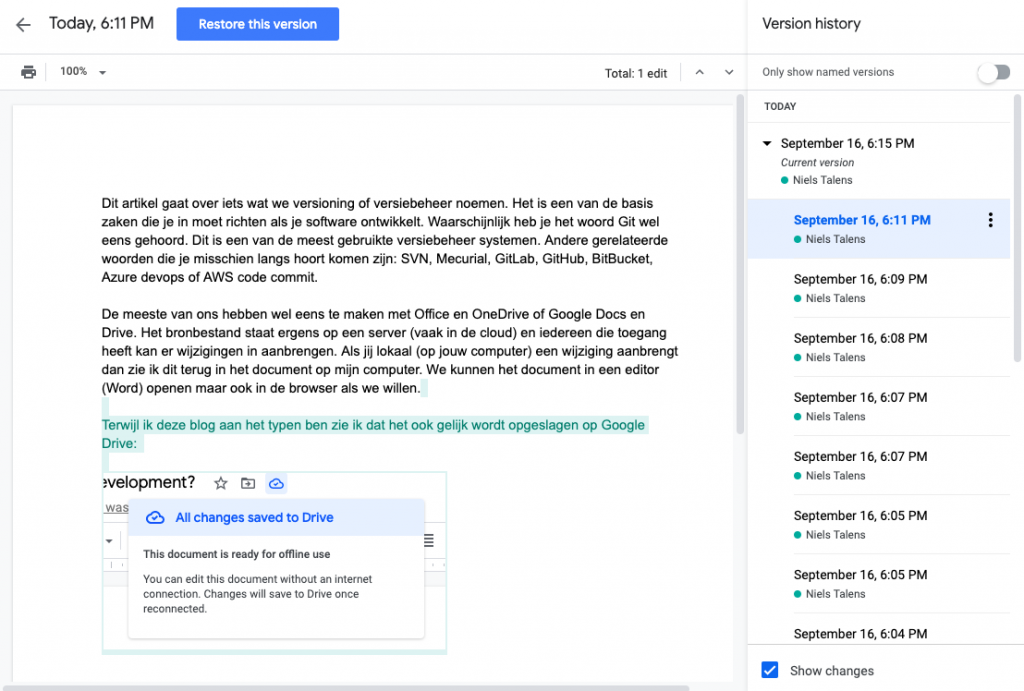 Today, 6:11 PM
Restore this version
100%
Total: 1 edit
Dit artikel gaat over iets wat we versioning of versiebeheer noemen. Het is een van de basis
zaken die je in moet richten als je software ontwikkelt. Waarschijnlijk heb je het woord Git wel
eens gehoord. Dit is een van de meest gebruikte versiebeheer systemen. Andere gerelateerde
woorden die je misschien langs hoort komen zijn: SVN, Mecurial, GitLab, GitHub, BitBucket,
Azure devops of AWS code commit.
De meeste van ons hebben wel eens te maken met Office en OneDrive of Google Docs en
Drive. Het bronbestand staat ergens op een server (vaak in de cloud) en iedereen die toegang
heeft kan er wijzigingen in aanbrengen. Als jij lokaal (op jouw computer) een wijziging aanbrengt
dan zie ik dit terug in het document op mijn computer. We kunnen het document in een editor
(Word) openen maar ook in de browser als we willen.
Terwijl ik deze blog aan het typen ben zie ik dat het ook gelijk wordt opgeslagen op Google
Drive:
evelopment?
was
All changes saved to Drive
This document is ready for offline use
You can edit this document without an internet
connection. Changes will save to Drive once
reconnected.
Version history
Only show named versions
TODAY
September 16, 6:15 PM
Current version
Niels Talens
September 16, 6:11 PM
Niels Talens
September 16, 6:09 PM
Niels Talens
September 16, 6:08 PM
Niels Talens
September 16, 6:07 PM
Niels Talens
September 16, 6:07 PM
Niels Talens
September 16, 6:05 PM
Niels Talens
September 16, 6:05 PM
Niels Talens
September 16, 6:04 PM
Show changes